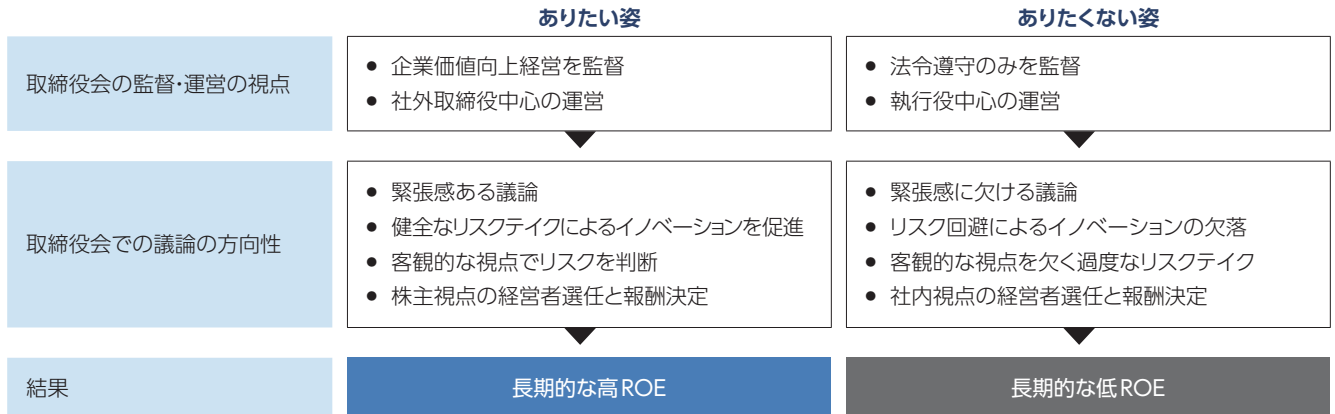 ありたい姿
ありたくない姿
取締役会の監督・運営の視点
● 企業価値向上経営を監督
● 社外取締役中心の運営
● 法令遵守のみを監督
● 執行役中心の運営
取締役会での議論の方向性
● 緊張感ある議論
● 健全なリスクテイクによるイノベーションを促進
● 客観的な視点でリスクを判断
● 株主視点の経営者選任と報酬決定
● 緊張感に欠ける議論
● リスク回避によるイノベーションの欠落
● 客観的な視点を欠く過度なリスクテイク
● 社内視点の経営者選任と報酬決定
結果
長期的な高ROE
長期的な低ROE